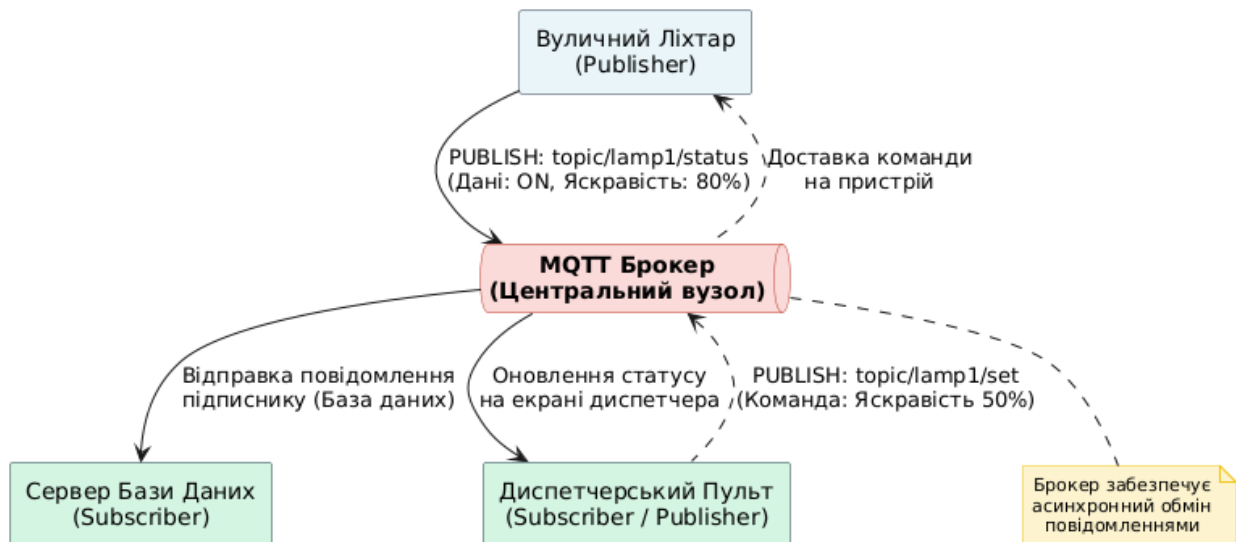 Вуличний Ліхтар
(Publisher)
PUBLISH: topic/lamp1/status
(Дані: ON, Яскравість: 80%)
Доставка команди
на пристрій
MQTT Брокер
(Центральний вузол)
Відправка повідомлення
підписнику (База даних)
Оновлення статусу
на екрані диспетчера
PUBLISH: topic/lamp1/set
(Команда: Яскравість 50%)
Сервер Бази Даних
(Subscriber)
Диспетчерський Пульт
(Subscriber / Publisher)
Брокер забезпечує
асинхронний обмін
повідомленнями